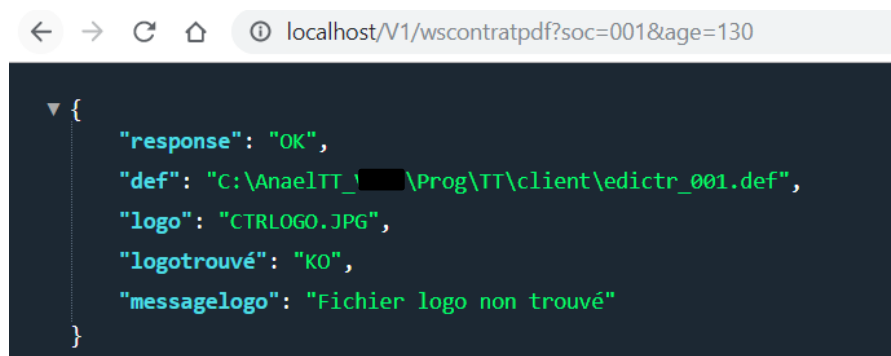 localhost/V1/wscontratpdf?soc=001&age=130
{
"response": "OK",
"def": "C:\AnaelTT_\Prog\TT\client\edictr_001.def",
"logo": "CTRLOGO.JPG",
"logotrouvé": "KO",
"messagelogo": "Fichier logo non trouvé"
}